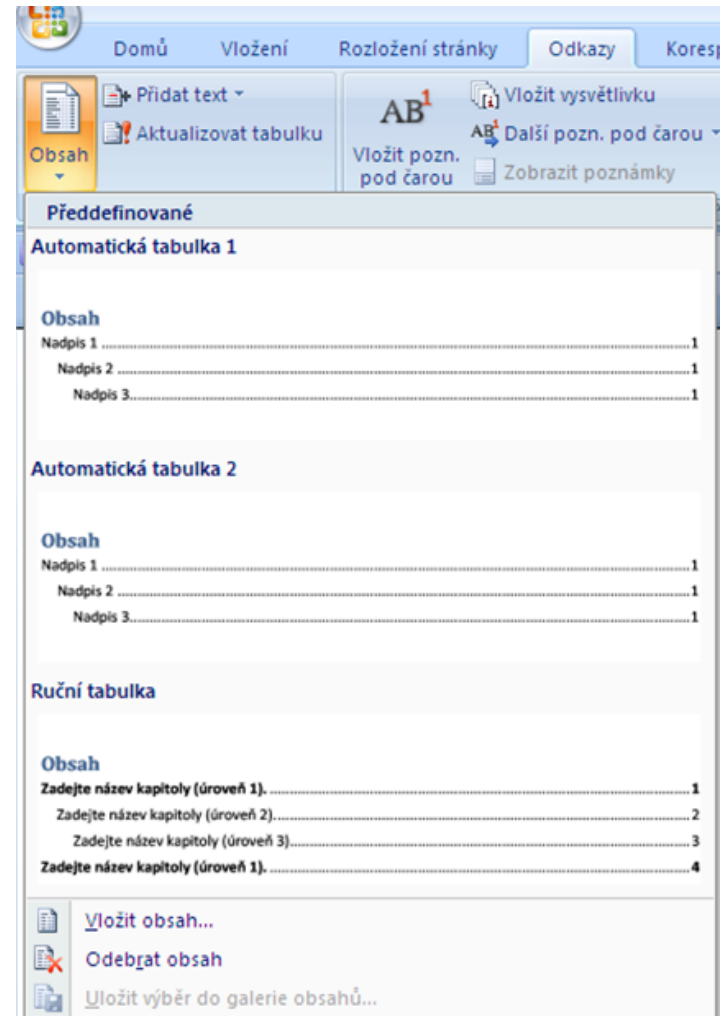 Domů Vložení Rozložení stránky Odkazy Koresp
Obsah
Přidat text
Aktualizovat tabulku
AB1
Vložit pozn.
pod čarou
Vložit vysvětlivku
AB1 Další pozn. pod čarou
Zobrazit poznámky
Předdefinované
Automatická tabulka 1
Obsah
Nadpis 1 ........ 1
Nadpis 2 ........ 1
Nadpis 3 ........ 1
Automatická tabulka 2
Obsah
Nadpis 1 ........ 1
Nadpis 2 ........ 1
Nadpis 3 ........ 1
Ruční tabulka
Obsah
Zadejte název kapitoly (úroveň 1). ........ 1
Zadejte název kapitoly (úroveň 2). ........ 2
Zadejte název kapitoly (úroveň 3) ........ 3
Zadejte název kapitoly (úroveň 1). ........ 4
Vložit obsah...
Odebrat obsah
Uložit výběr do galerie obsahů...